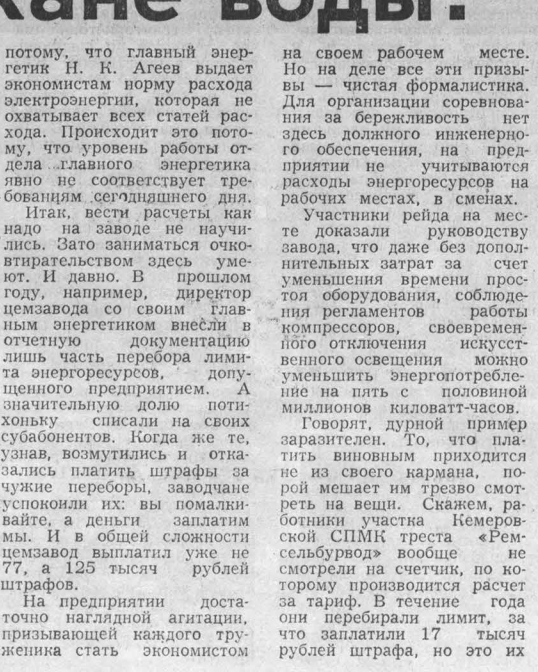 кане воды?
потому, что главный энер-
гетик Н. К. Агеев выдает
экономистам норму расхода
электроэнергии, которая не
охватывает всех статей рас-
хода. Происходит это пото-
му, что уровень работы от-
дела главного энергетика
явно не соответствует тре-
бованиям сегодняшнего дня.
Итак, вести расчеты как
надо на заводе не научи-
лись. Зато заниматься очко-
втирательством здесь уме-
ют. И давно. В прошлом
году, например, директор
цемзавода со своим глав-
ным энергетиком внесли в
отчетную документацию
лишь часть перебора лими-
та энергоресурсов, допу-
щенного предприятием. А
значительную долю поти-
хоньку списали на своих
субабонентов. Когда же те,
узнав, возмутились и отка-
зались платить штрафы за
чужие переборы, заводчане
успокоили их: вы помалки-
вайте, а деньги заплатим
мы. И в общей сложности
цемзавод выплатил уже не
77, а 125 тысяч рублей
штрафов.
На предприятии доста-
точно наглядной агитации,
призывающей каждого тру-
женика стать экономистом
на своем рабочем месте.
Но на деле все эти призы-
вы — чистая формалистика.
Для организации соревнова-
ния за бережливость нет
здесь должного инженерно-
го обеспечения, на пред-
приятии не учитываются
расходы энергоресурсов на
рабочих местах, в сменах.
Участники рейда на мес-
те доказали руководству
завода, что даже без допол-
нительных затрат за счет
уменьшения времени прос-
тоя оборудования, соблюде-
ния регламентов работы
компрессоров, своевремен-
ного отключения искусст-
венного освещения можно
уменьшить энергопотребле-
ние на пять с половиной
миллионов киловатт-часов.
Говорят, дурной пример
заразителен. То, что пла-
тить виновным приходится
не из своего кармана, по-
рой мешает им трезво смот-
реть на вещи. Скажем, ра-
ботники участка Кемеров-
ской СПМК треста «Рем-
сельбурвод» вообще не
смотрели на счетчик, по ко-
торому производится расчет
за тариф. В течение года
они перебирали лимит, за
что заплатили 17 тысяч
рублей штрафа, но это их